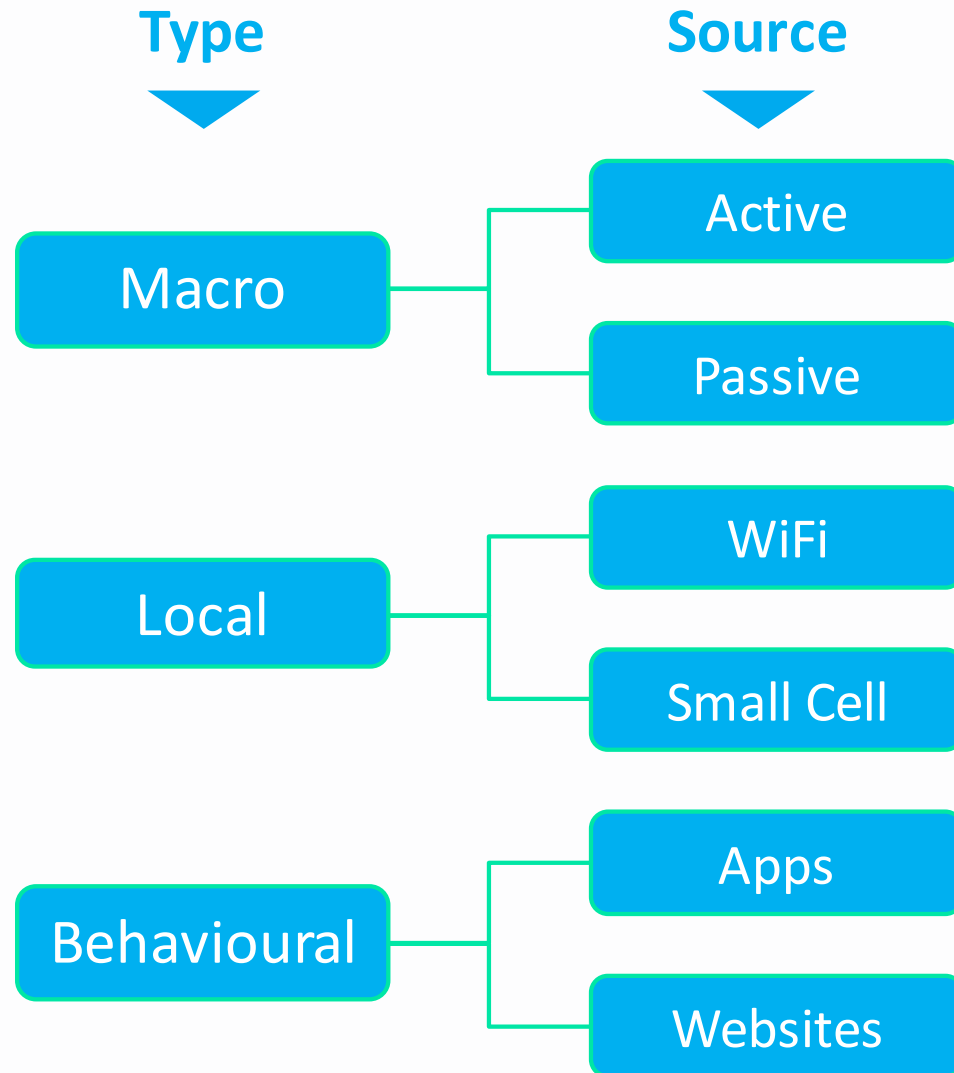 Type
Source
Macro
Active
Passive
Local
WiFi
Small Cell
Behavioural
Apps
Websites